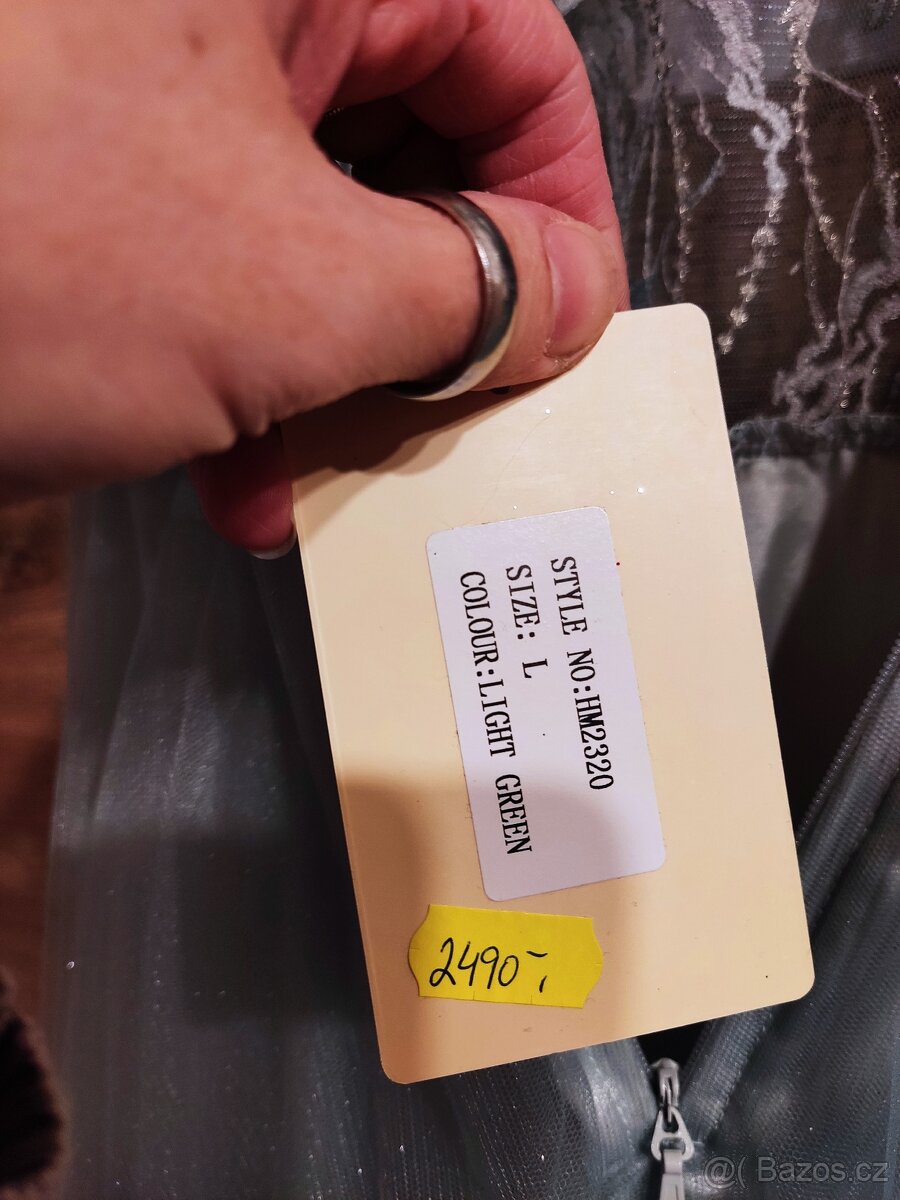 STYLE NO:HM2320
SIZE: L
COLOUR:LIGHT GREEN
2490-,
@( Bazos.cz